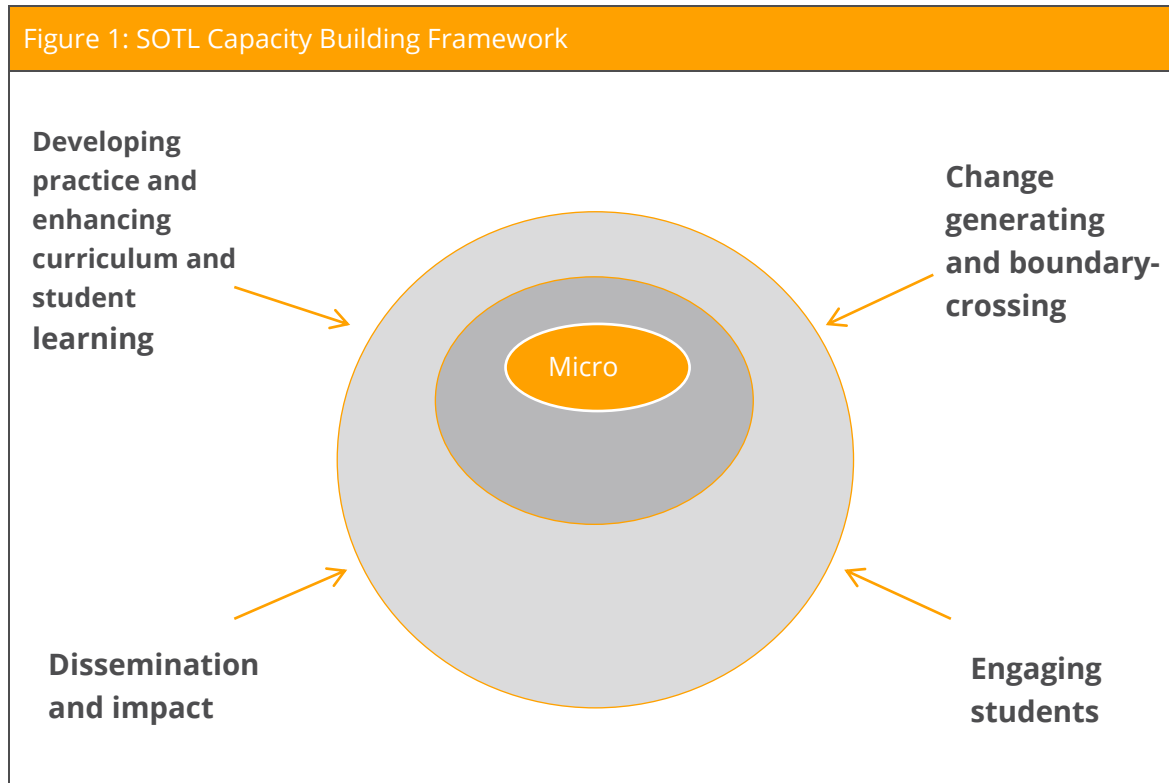 Figure 1: SOTL Capacity Building Framework
Developing
practice and
enhancing
curriculum and
student
learning
Change
generating
and boundary-
crossing
Micro
Dissemination
and impact
Engaging
students